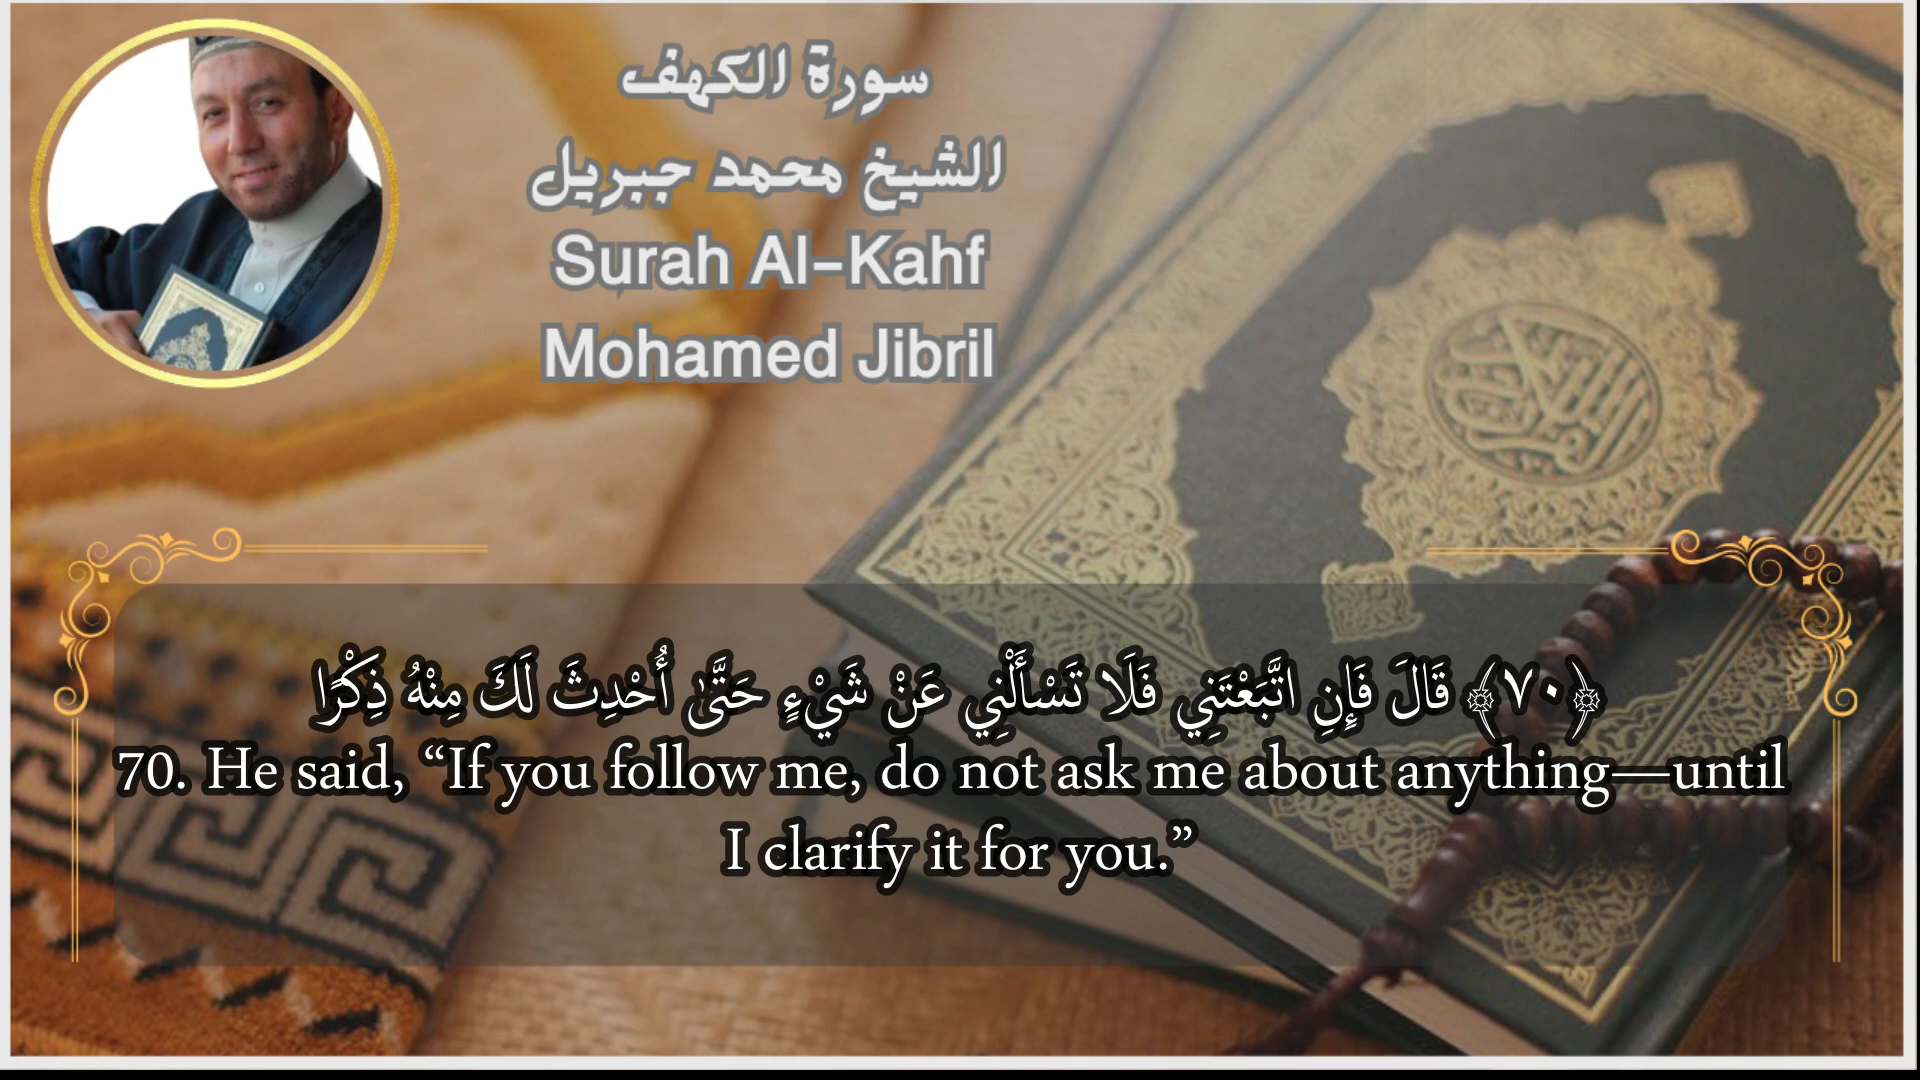 سورة الكهف
الشيخ محمد جبريل
Surah Al-Kahf
Mohamed Jibril
﴿٧٠﴾ قَالَ فَإِنِ اتَّبَعْتَنِي فَلَا تَسْأَلْنِي عَنْ شَيْءٍ حَتَّىٰ أُحْدِثَ لَكَ مِنْهُ ذِكْرًا
70. He said, “If you follow me, do not ask me about anything—until
I clarify it for you.”